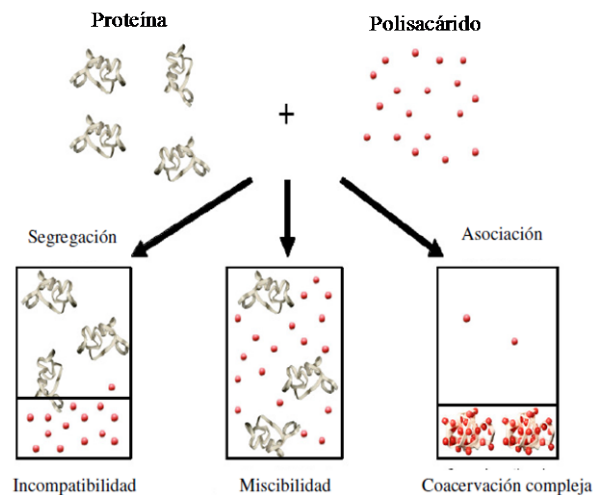 Proteína
Polisacárido
+
Segregación
Asociación
Incompatibilidad
Miscibilidad
Coacervación compleja